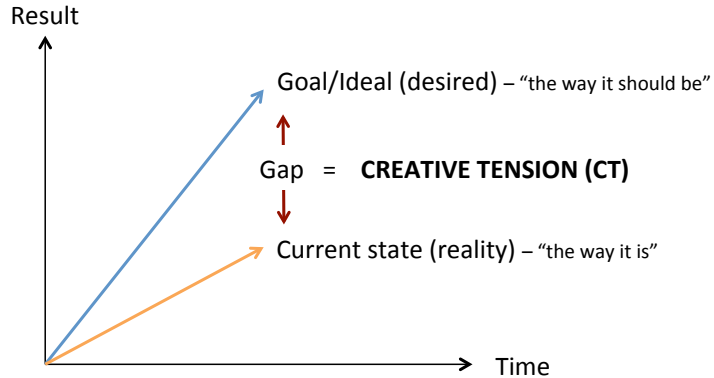 Result
Goal/Ideal (desired) – “the way it should be”
Gap = CREATIVE TENSION (CT)
Current state (reality) – “the way it is”
Time